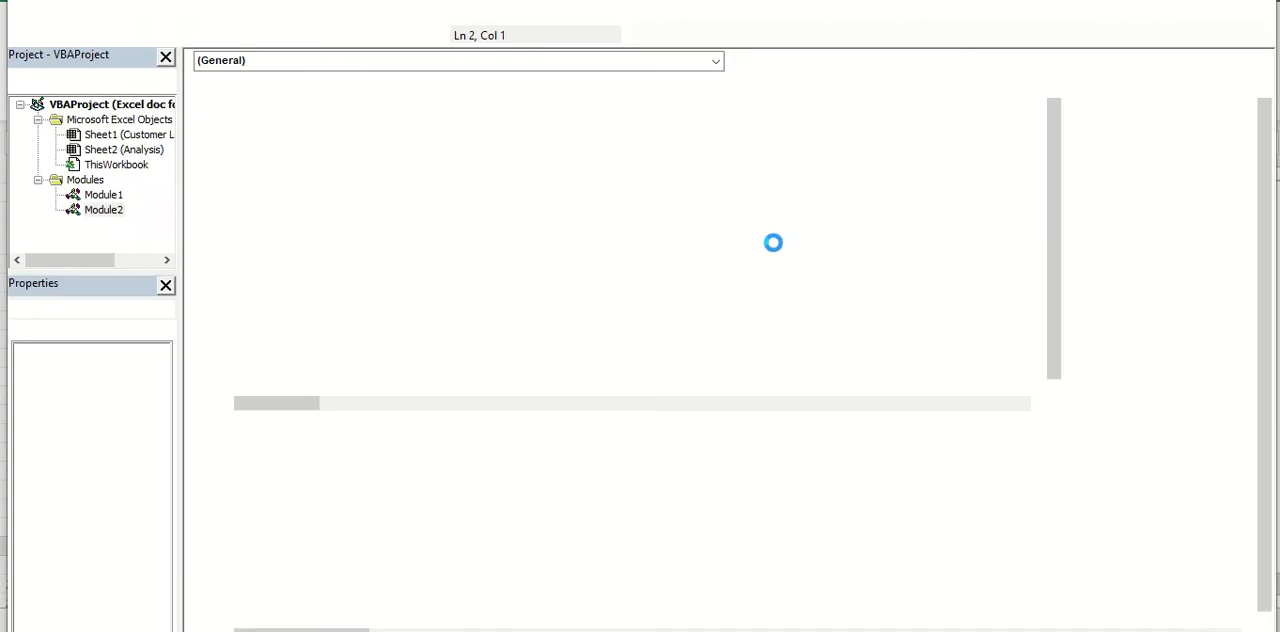 Ln 2, Col 1
Project - VBAProject
(General)
VBAProject (Excel doc fo
Microsoft Excel Objects
Sheet1 (Customer L
Sheet2 (Analysis)
ThisWorkbook
Modules
Module1
Module2
Properties